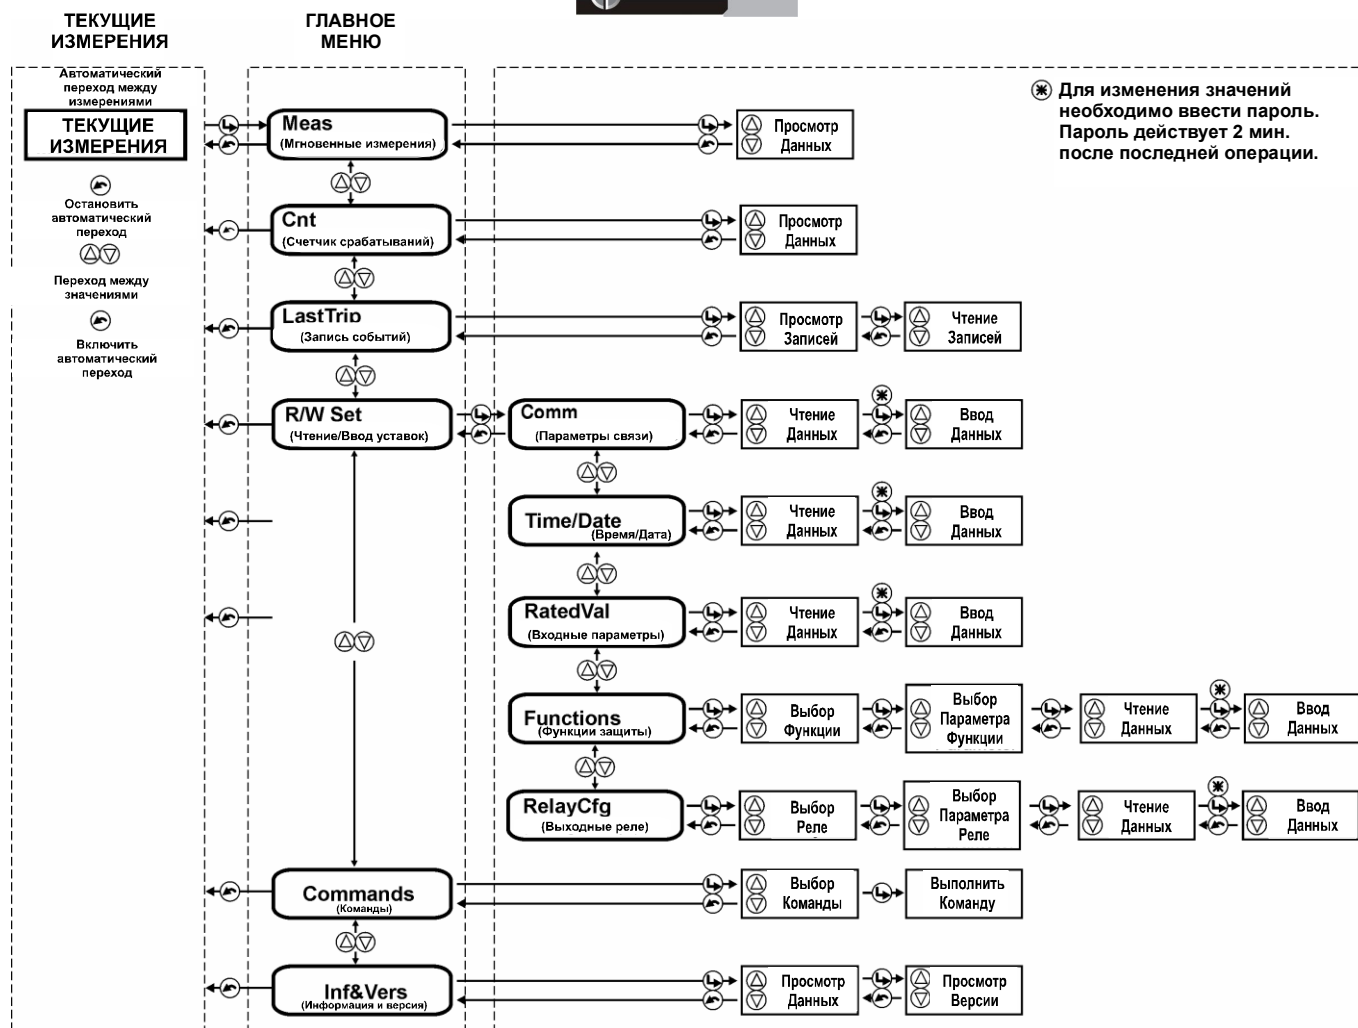 ТЕКУЩИЕ
ИЗМЕРЕНИЯ
ГЛАВНОЕ
МЕНЮ
Автоматический
переход между
измерениями
ТЕКУЩИЕ
ИЗМЕРЕНИЯ
Остановить
автоматический
переход
Переход между
значениями
Включить
автоматический
переход
Для изменения значений
необходимо ввести пароль.
Пароль действует 2 мин.
после последней операции.
Meas
(Мгновенные измерения)
Просмотр
Данных
Cnt
(Счетчик срабатываний)
Просмотр
Данных
LastTrip
(Запись событий)
Просмотр
Записей
Чтение
Записей
R/W Set
(Чтение/Ввод уставок)
Comm
(Параметры связи)
Чтение
Данных
Ввод
Данных
Time/Date
(Время/Дата)
Чтение
Данных
Ввод
Данных
RatedVal
(Входные параметры)
Чтение
Данных
Ввод
Данных
Functions
(Функции защиты)
Выбор
Функции
Выбор
Параметра
Функции
Чтение
Данных
Ввод
Данных
RelayCfg
(Выходные реле)
Выбор
Реле
Выбор
Параметра
Реле
Чтение
Данных
Ввод
Данных
Commands
(Команды)
Выбор
Команды
Выполнить
Команду
Inf&Vers
(Информация и версия)
Просмотр
Данных
Просмотр
Версии